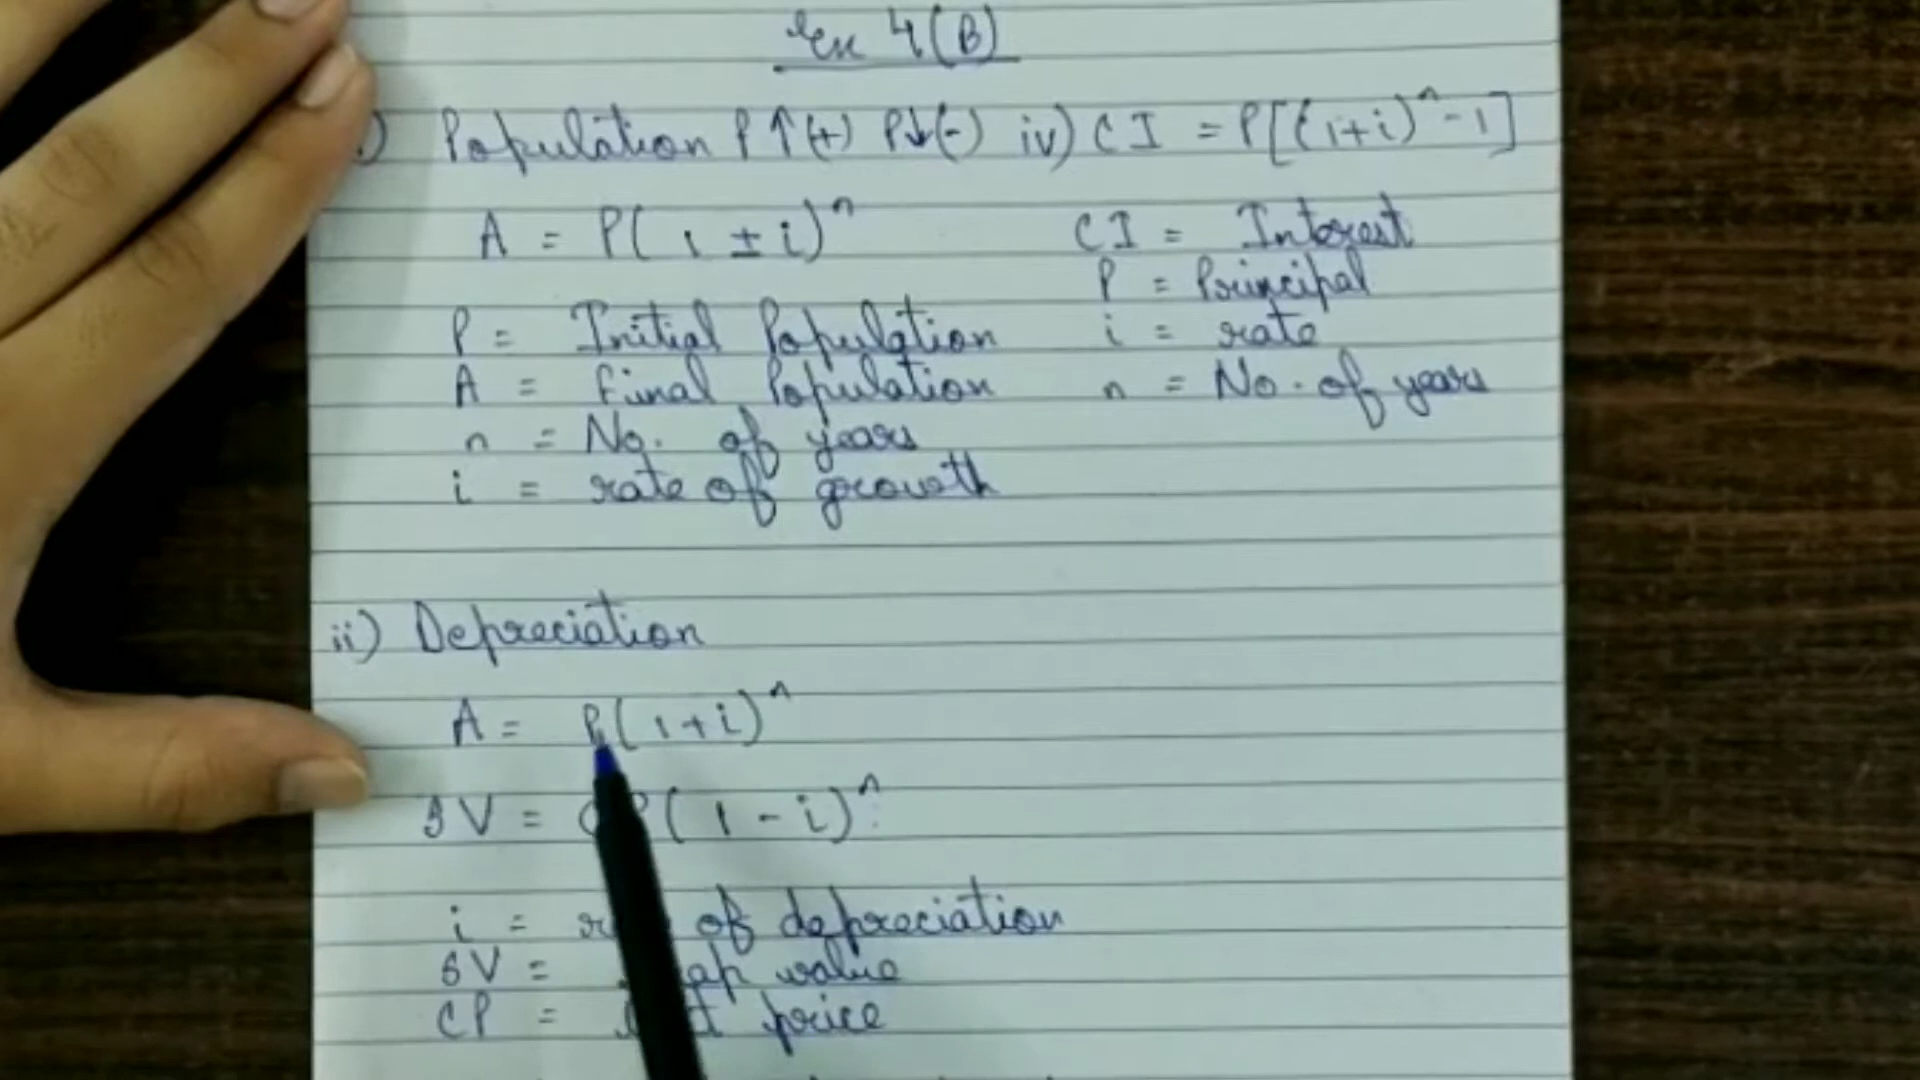 Ex 4(B)
) Population P↑(+) P↓(-)
A = P(1 ± i)^n
P = Initial Population
A = Final Population
n = No. of years
i = rate of growth
iv) CI = P[(1+i)^n - 1]
CI = Interest
P = Principal
i = rate
n = No. of years
ii) Depreciation
A = P(1+i)^n
SV = (1 - i)^n
i = of depreciation
SV = value
CP = price